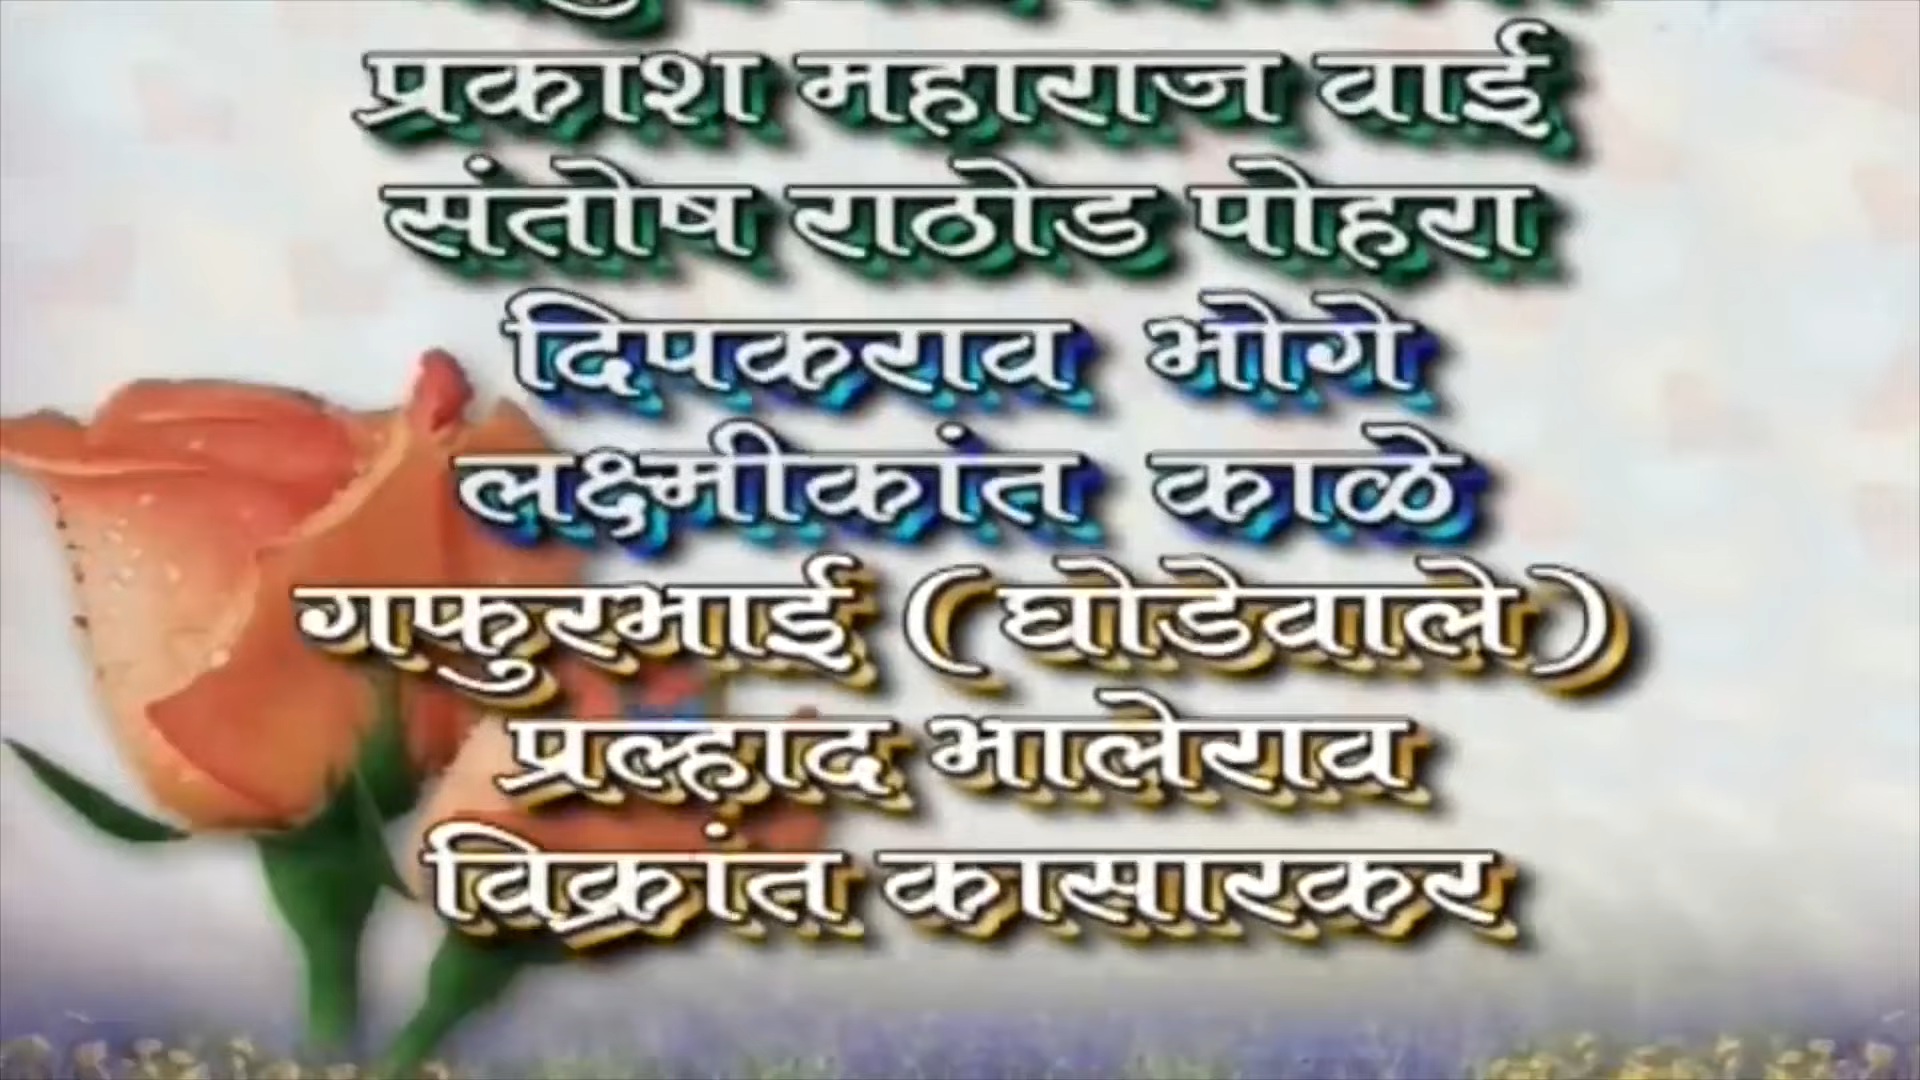 प्रकाश महाराज वाई
संतोष राठोड पोहरा
दिपकराव भोगे
लक्ष्मीकांत काळे
गफुरभाई ( घोडेवाले )
प्रल्हाद भालेराव
विक्रांत कासारकर